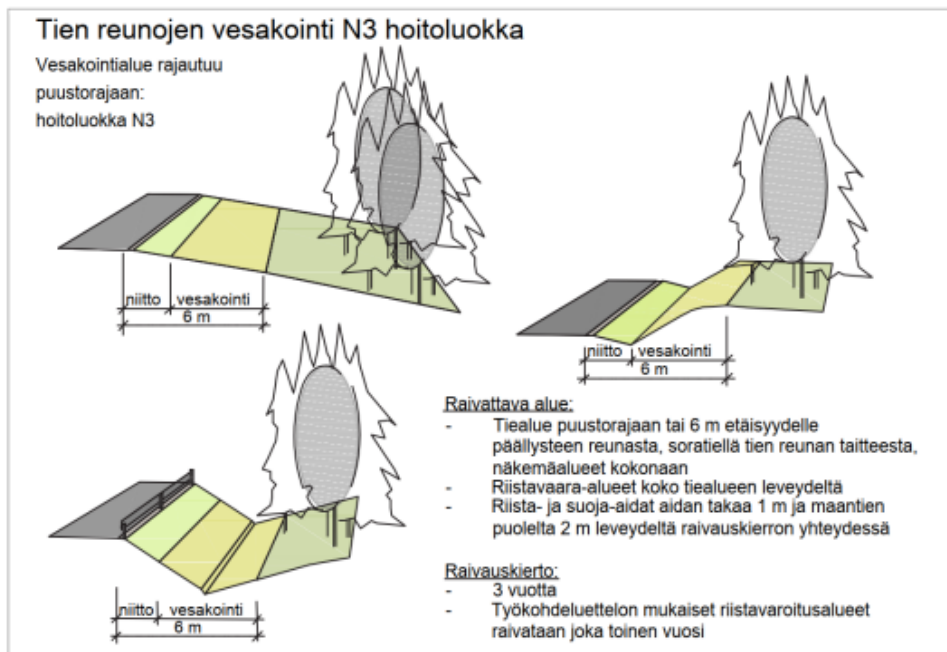 Tien reunojen vesakointi N3 hoitoluokka
Vesakointialue rajautuu
puustorajaan:
hoitoluokka N3
niitto vesakointi
6 m
niitto vesakointi
6 m
niitto vesakointi
6 m
Raivattava alue:
- Tiealue puustorajaan tai 6 m etäisyydelle
päällysteen reunasta, soratiellä tien reunan taitteesta,
näkemäalueet kokonaan
- Riistavaara-alueet koko tiealueen leveydeltä
- Riista- ja suoja-aidat aidan takaa 1 m ja maantien
puolelta 2 m leveydeltä raivauskierron yhteydessä
Raivauskierto:
- 3 vuotta
- Työkohdeluettelon mukaiset riistavaroitusalueet
raivataan joka toinen vuosi